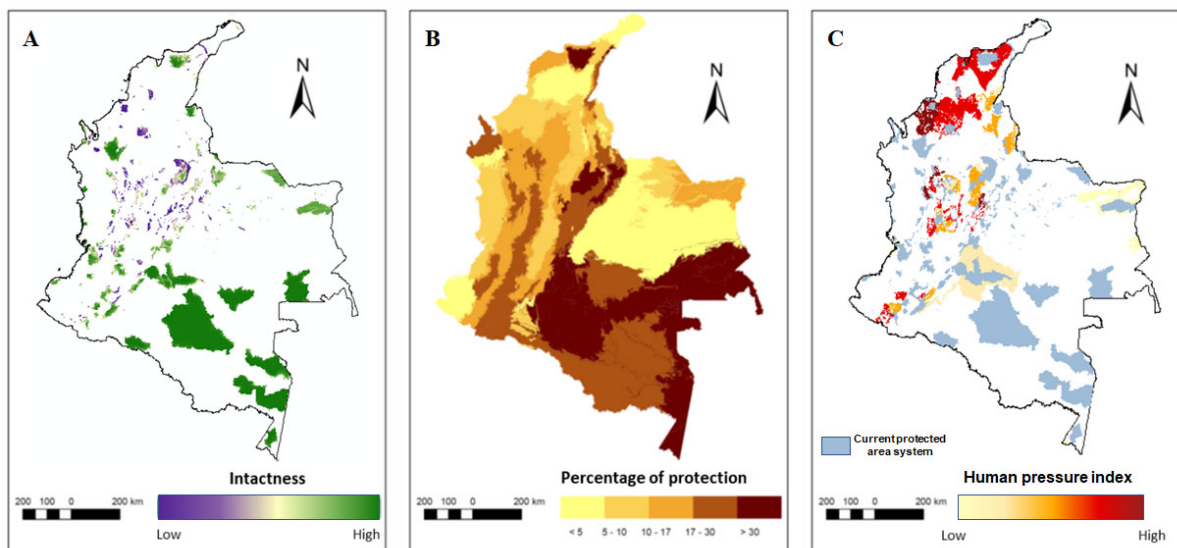 A
N
Intactness
200 100 0 200 km
Low High
B
N
Percentage of protection
200 100 0 200 km
< 5 5 - 10 10 - 17 17 - 30 > 30
C
N
Current protected
area system
Human pressure index
200 100 0 200 km
Low High